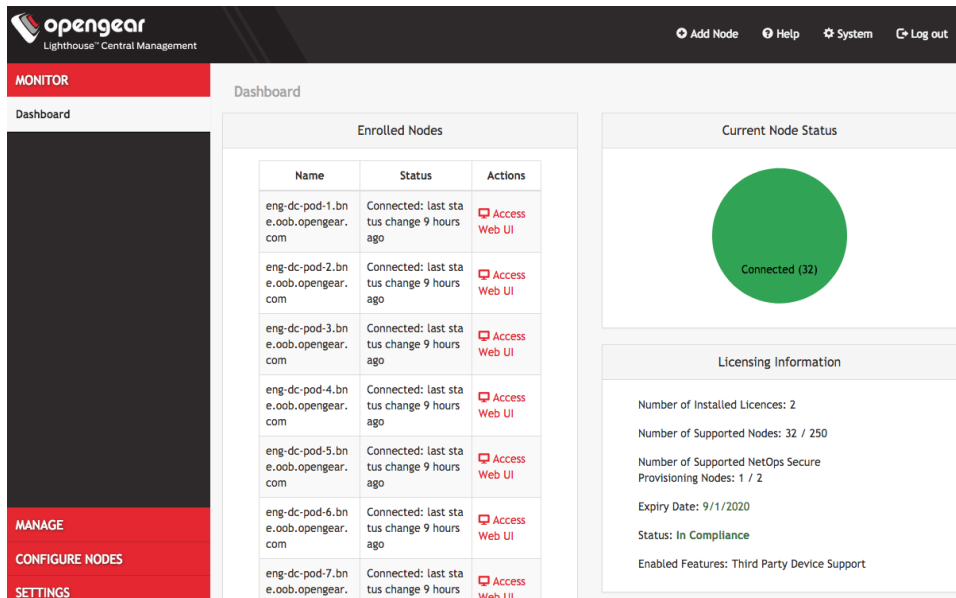 opengear
Lighthouse™ Central Management
Add Node
Help
System
Log out
MONITOR
Dashboard
MANAGE
CONFIGURE NODES
SETTINGS
Dashboard
Enrolled Nodes
Name Status Actions
eng-dc-pod-1.bn
e.oob.opengear.
com
Connected: last sta
tus change 9 hours
ago
Access
Web UI
eng-dc-pod-2.bn
e.oob.opengear.
com
Connected: last sta
tus change 9 hours
ago
Access
Web UI
eng-dc-pod-3.bn
e.oob.opengear.
com
Connected: last sta
tus change 9 hours
ago
Access
Web UI
eng-dc-pod-4.bn
e.oob.opengear.
com
Connected: last sta
tus change 9 hours
ago
Access
Web UI
eng-dc-pod-5.bn
e.oob.opengear.
com
Connected: last sta
tus change 9 hours
ago
Access
Web UI
eng-dc-pod-6.bn
e.oob.opengear.
com
Connected: last sta
tus change 9 hours
ago
Access
Web UI
eng-dc-pod-7.bn
e.oob.opengear.
Connected: last sta
tus change 9 hours
Access
Web UI
Current Node Status
Connected (32)
Licensing Information
Number of Installed Licences: 2
Number of Supported Nodes: 32 / 250
Number of Supported NetOps Secure
Provisioning Nodes: 1 / 2
Expiry Date: 9/1/2020
Status: In Compliance
Enabled Features: Third Party Device Support